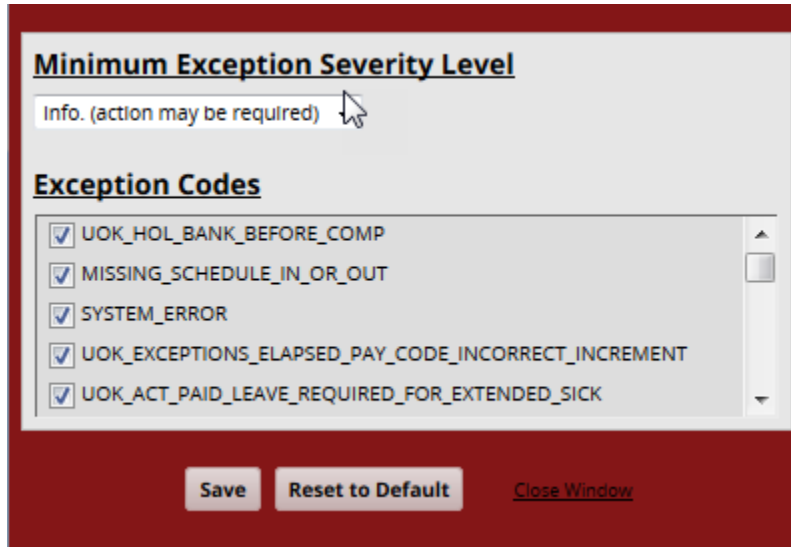 Minimum Exception Severity Level
Info. (action may be required)
Exception Codes
UOK_HOL_BANK_BEFORE_COMP
MISSING_SCHEDULE_IN_OR_OUT
SYSTEM_ERROR
UOK_EXCEPTIONS_ELAPSED_PAY_CODE_INCORRECT_INCREMENT
UOK_ACT_PAID_LEAVE_REQUIRED_FOR_EXTENDED_SICK
Save Reset to Default Close Window